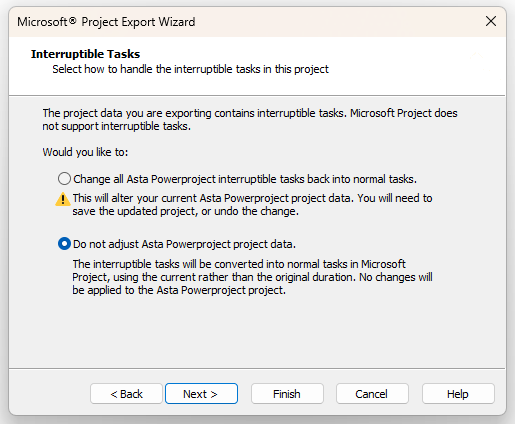 Microsoft® Project Export Wizard
Interruptible Tasks
Select how to handle the interruptible tasks in this project
The project data you are exporting contains interruptible tasks. Microsoft Project does
not support interruptible tasks.
Would you like to:
Change all Asta Powerproject interruptible tasks back into normal tasks.
This will alter your current Asta Powerproject project data. You will need to
save the updated project, or undo the change.
Do not adjust Asta Powerproject project data.
The interruptible tasks will be converted into normal tasks in Microsoft
Project, using the current rather than the original duration. No changes will
be applied to the Asta Powerproject project.
< Back Next > Finish Cancel Help